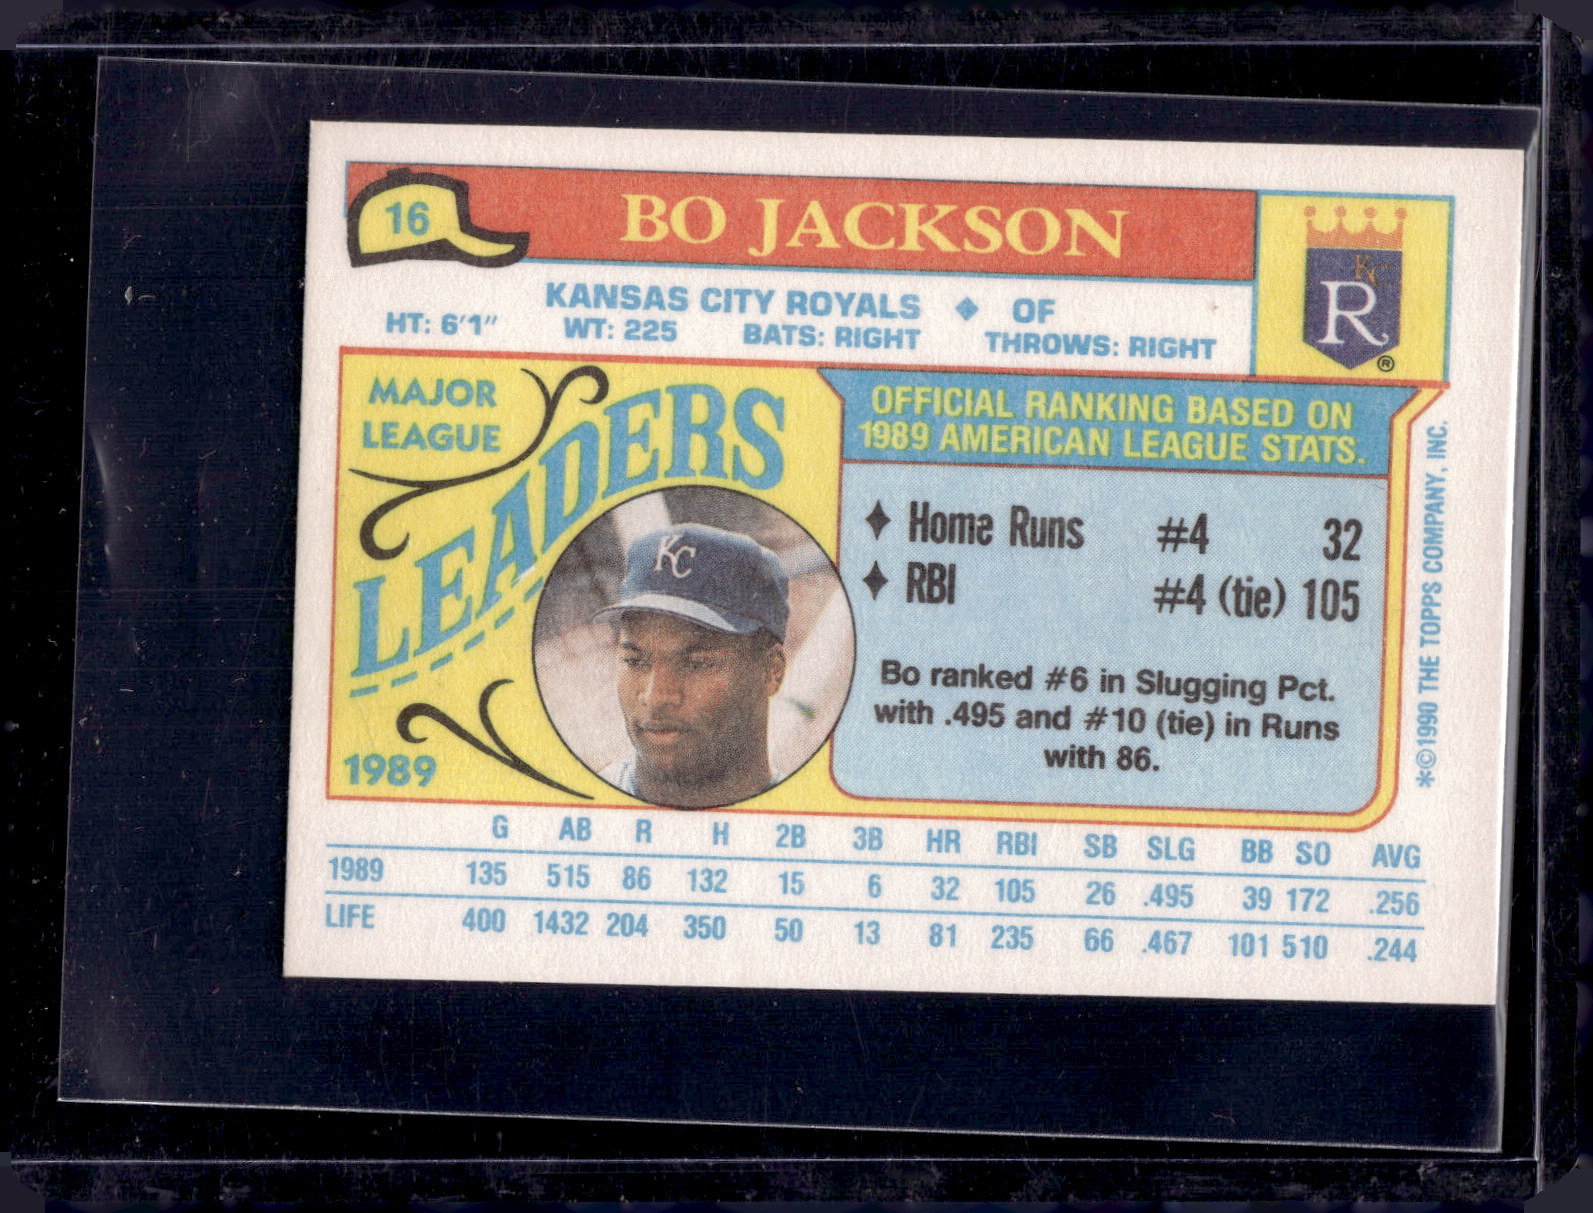 16
BO JACKSON
KANSAS CITY ROYALS ♦ OF
HT: 6'1" WT: 225 BATS: RIGHT THROWS: RIGHT
KC
R
®
MAJOR
LEAGUE
LEADERS
1989
KC
OFFICIAL RANKING BASED ON
1989 AMERICAN LEAGUE STATS.
♦ Home Runs #4 32
♦ RBI #4 (tie) 105
Bo ranked #6 in Slugging Pct.
with .495 and #10 (tie) in Runs
with 86.
*©1990 THE TOPPS COMPANY, INC.
G AB R H 2B 3B HR RBI SB SLG BB SO AVG
1989 135 515 86 132 15 6 32 105 26 .495 39 172 .256
LIFE 400 1432 204 350 50 13 81 235 66 .467 101 510 .244